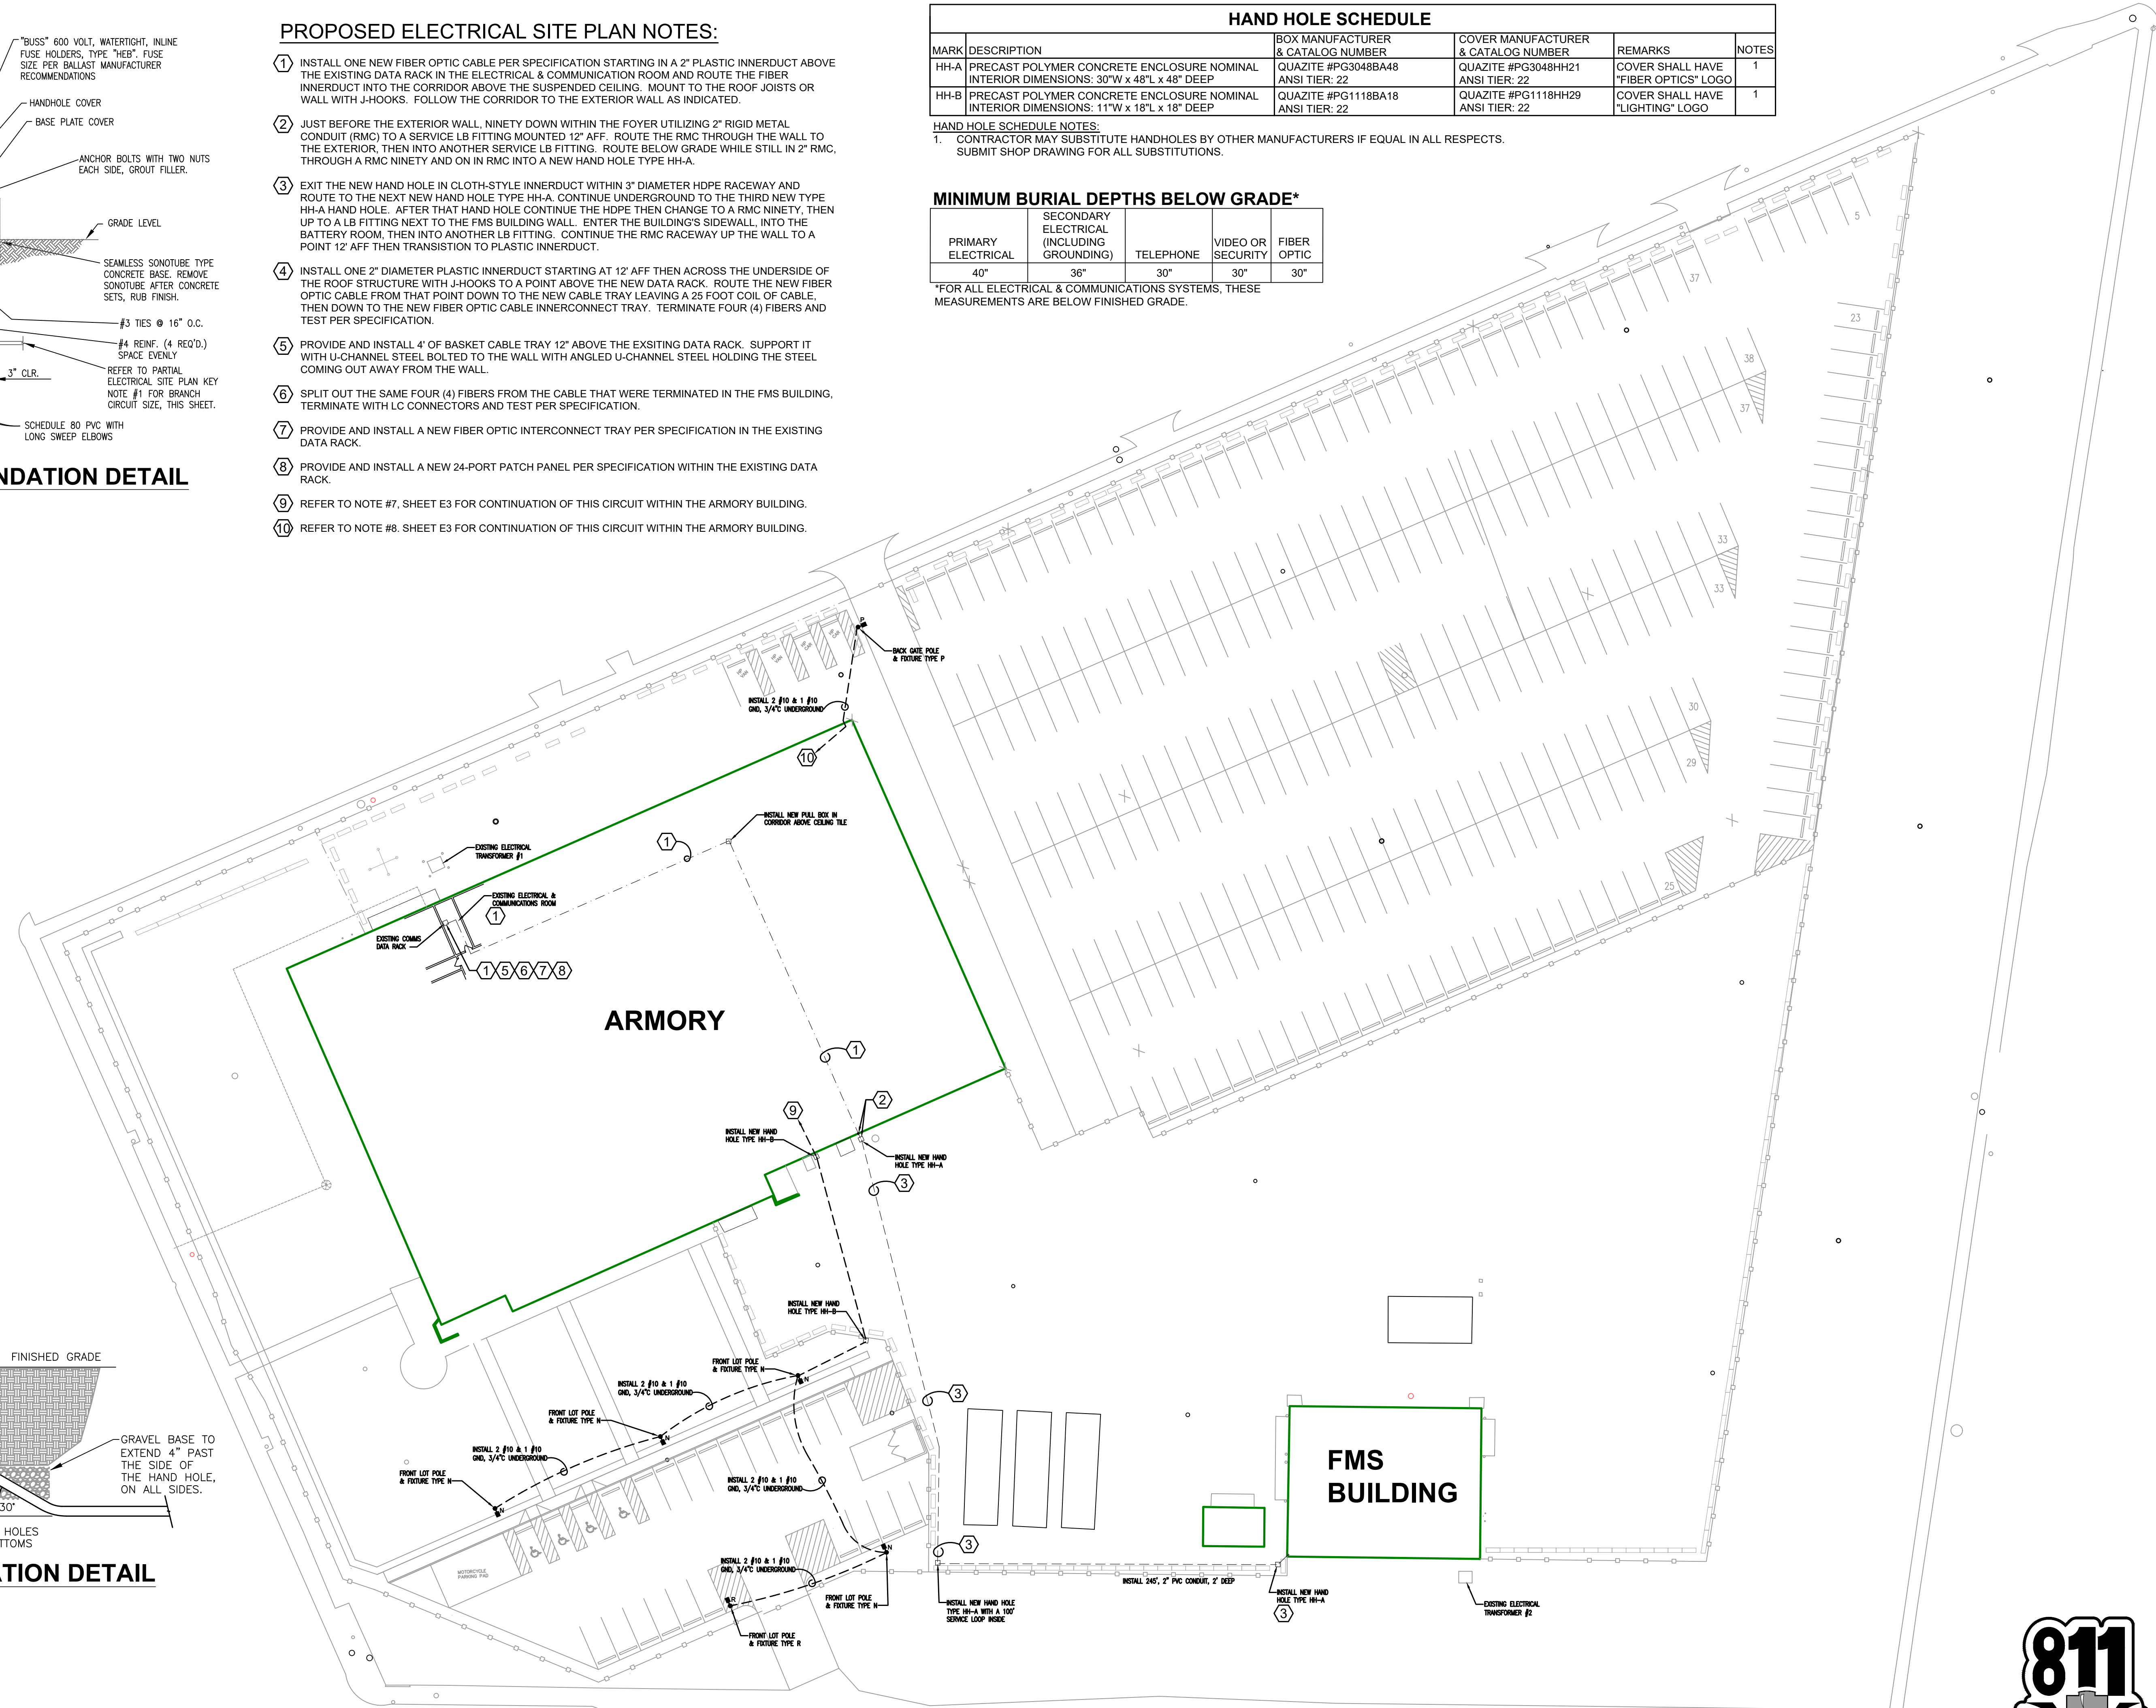 "BUSS" 600 VOLT, WATERTIGHT, INLINE
FUSE HOLDERS, TYPE "HEB". FUSE
SIZE PER BALLAST MANUFACTURER
RECOMMENDATIONS
HANDHOLE COVER
BASE PLATE COVER
ANCHOR BOLTS WITH TWO NUTS
EACH SIDE, GROUT FILLER.
GRADE LEVEL
SEAMLESS SONOTUBE TYPE
CONCRETE BASE. REMOVE
SONOTUBE AFTER CONCRETE
SETS, RUB FINISH.
#3 TIES @ 16" O.C.
#4 REINF. (4 REQ'D.)
SPACE EVENLY
3" CLR.
REFER TO PARTIAL
ELECTRICAL SITE PLAN KEY
NOTE #1 FOR BRANCH
CIRCUIT SIZE, THIS SHEET.
SCHEDULE 80 PVC WITH
LONG SWEEP ELBOWS
NDATION DETAIL
PROPOSED ELECTRICAL SITE PLAN NOTES:
1 INSTALL ONE NEW FIBER OPTIC CABLE PER SPECIFICATION STARTING IN A 2" PLASTIC INNERDUCT ABOVE
THE EXISTING DATA RACK IN THE ELECTRICAL & COMMUNICATION ROOM AND ROUTE THE FIBER
INNERDUCT INTO THE CORRIDOR ABOVE THE SUSPENDED CEILING. MOUNT TO THE ROOF JOISTS OR
WALL WITH J-HOOKS. FOLLOW THE CORRIDOR TO THE EXTERIOR WALL AS INDICATED.
2 JUST BEFORE THE EXTERIOR WALL, NINETY DOWN WITHIN THE FOYER UTILIZING 2" RIGID METAL
CONDUIT (RMC) TO A SERVICE LB FITTING MOUNTED 12" AFF. ROUTE THE RMC THROUGH THE WALL TO
THE EXTERIOR, THEN INTO ANOTHER SERVICE LB FITTING. ROUTE BELOW GRADE WHILE STILL IN 2" RMC,
THROUGH A RMC NINETY AND ON IN RMC INTO A NEW HAND HOLE TYPE HH-A.
3 EXIT THE NEW HAND HOLE IN CLOTH-STYLE INNERDUCT WITHIN 3" DIAMETER HDPE RACEWAY AND
ROUTE TO THE NEXT NEW HAND HOLE TYPE HH-A. CONTINUE UNDERGROUND TO THE THIRD NEW TYPE
HH-A HAND HOLE. AFTER THAT HAND HOLE CONTINUE THE HDPE THEN CHANGE TO A RMC NINETY, THEN
UP TO A LB FITTING NEXT TO THE FMS BUILDING WALL. ENTER THE BUILDING'S SIDEWALL, INTO THE
BATTERY ROOM, THEN INTO ANOTHER LB FITTING. CONTINUE THE RMC RACEWAY UP THE WALL TO A
POINT 12' AFF THEN TRANSISTION TO PLASTIC INNERDUCT.
4 INSTALL ONE 2" DIAMETER PLASTIC INNERDUCT STARTING AT 12' AFF THEN ACROSS THE UNDERSIDE OF
THE ROOF STRUCTURE WITH J-HOOKS TO A POINT ABOVE THE NEW DATA RACK. ROUTE THE NEW FIBER
OPTIC CABLE FROM THAT POINT DOWN TO THE NEW CABLE TRAY LEAVING A 25 FOOT COIL OF CABLE,
THEN DOWN TO THE NEW FIBER OPTIC CABLE INNERCONNECT TRAY. TERMINATE FOUR (4) FIBERS AND
TEST PER SPECIFICATION.
5 PROVIDE AND INSTALL 4' OF BASKET CABLE TRAY 12" ABOVE THE EXSITING DATA RACK. SUPPORT IT
WITH U-CHANNEL STEEL BOLTED TO THE WALL WITH ANGLED U-CHANNEL STEEL HOLDING THE STEEL
COMING OUT AWAY FROM THE WALL.
6 SPLIT OUT THE SAME FOUR (4) FIBERS FROM THE CABLE THAT WERE TERMINATED IN THE FMS BUILDING,
TERMINATE WITH LC CONNECTORS AND TEST PER SPECIFICATION.
7 PROVIDE AND INSTALL A NEW FIBER OPTIC INTERCONNECT TRAY PER SPECIFICATION IN THE EXISTING
DATA RACK.
8 PROVIDE AND INSTALL A NEW 24-PORT PATCH PANEL PER SPECIFICATION WITHIN THE EXISTING DATA
RACK.
9 REFER TO NOTE #7, SHEET E3 FOR CONTINUATION OF THIS CIRCUIT WITHIN THE ARMORY BUILDING.
10 REFER TO NOTE #8. SHEET E3 FOR CONTINUATION OF THIS CIRCUIT WITHIN THE ARMORY BUILDING.
HAND HOLE SCHEDULE
MARK DESCRIPTION BOX MANUFACTURER & CATALOG NUMBER COVER MANUFACTURER & CATALOG NUMBER REMARKS NOTES
HH-A PRECAST POLYMER CONCRETE ENCLOSURE NOMINAL QUAZITE #PG3048BA48 QUAZITE #PG3048HH21 COVER SHALL HAVE 1
INTERIOR DIMENSIONS: 30"W x 48"L x 48" DEEP ANSI TIER: 22 ANSI TIER: 22 "FIBER OPTICS" LOGO
HH-B PRECAST POLYMER CONCRETE ENCLOSURE NOMINAL QUAZITE #PG1118BA18 QUAZITE #PG1118HH29 COVER SHALL HAVE 1
INTERIOR DIMENSIONS: 11"W x 18"L x 18" DEEP ANSI TIER: 22 ANSI TIER: 22 "LIGHTING" LOGO
HAND HOLE SCHEDULE NOTES:
1. CONTRACTOR MAY SUBSTITUTE HANDHOLES BY OTHER MANUFACTURERS IF EQUAL IN ALL RESPECTS.
SUBMIT SHOP DRAWING FOR ALL SUBSTITUTIONS.
MINIMUM BURIAL DEPTHS BELOW GRADE*
PRIMARY ELECTRICAL SECONDARY ELECTRICAL (INCLUDING GROUNDING) TELEPHONE VIDEO OR SECURITY FIBER OPTIC
40" 36" 30" 30" 30"
*FOR ALL ELECTRICAL & COMMUNICATIONS SYSTEMS, THESE
MEASUREMENTS ARE BELOW FINISHED GRADE.
5
37
23
38
37
33
33
30
29
25
HP VAN
HP VAN
HP CAR
HP CAR
P
BACK GATE POLE
& FIXTURE TYPE P
INSTALL 2 #10 & 1 #10
GND, 3/4"C UNDERGROUND
10
INSTALL NEW PULL BOX IN
CORRIDOR ABOVE CEILING TILE
1
EXISTING ELECTRICAL
TRANSFORMER #1
EXISTING ELECTRICAL &
COMMUNICATIONS ROOM
1
EXISTING COMMS
DATA RACK
1 5 6 7 8
ARMORY
1
2
9
INSTALL NEW HAND
HOLE TYPE HH-B
INSTALL NEW HAND
HOLE TYPE HH-A
3
INSTALL NEW HAND
HOLE TYPE HH-B
FRONT LOT POLE
& FIXTURE TYPE N
N
INSTALL 2 #10 & 1 #10
GND, 3/4"C UNDERGROUND
3
FRONT LOT POLE
& FIXTURE TYPE N
N
INSTALL 2 #10 & 1 #10
GND, 3/4"C UNDERGROUND
FRONT LOT POLE
& FIXTURE TYPE N
N
INSTALL 2 #10 & 1 #10
GND, 3/4"C UNDERGROUND
FMS
BUILDING
3
N
INSTALL 2 #10 & 1 #10
GND, 3/4"C UNDERGROUND
MOTORCYCLE
PARKING PAD
INSTALL 245', 2" PVC CONDUIT, 2' DEEP
R
FRONT LOT POLE
& FIXTURE TYPE N
INSTALL NEW HAND HOLE
TYPE HH-A WITH A 100'
SERVICE LOOP INSIDE
INSTALL NEW HAND
HOLE TYPE HH-A
3
EXISTING ELECTRICAL
TRANSFORMER #2
FRONT LOT POLE
& FIXTURE TYPE R
FINISHED GRADE
GRAVEL BASE TO
EXTEND 4" PAST
THE SIDE OF
THE HAND HOLE,
ON ALL SIDES.
30°
HOLES
TTOMS
ATION DETAIL
811